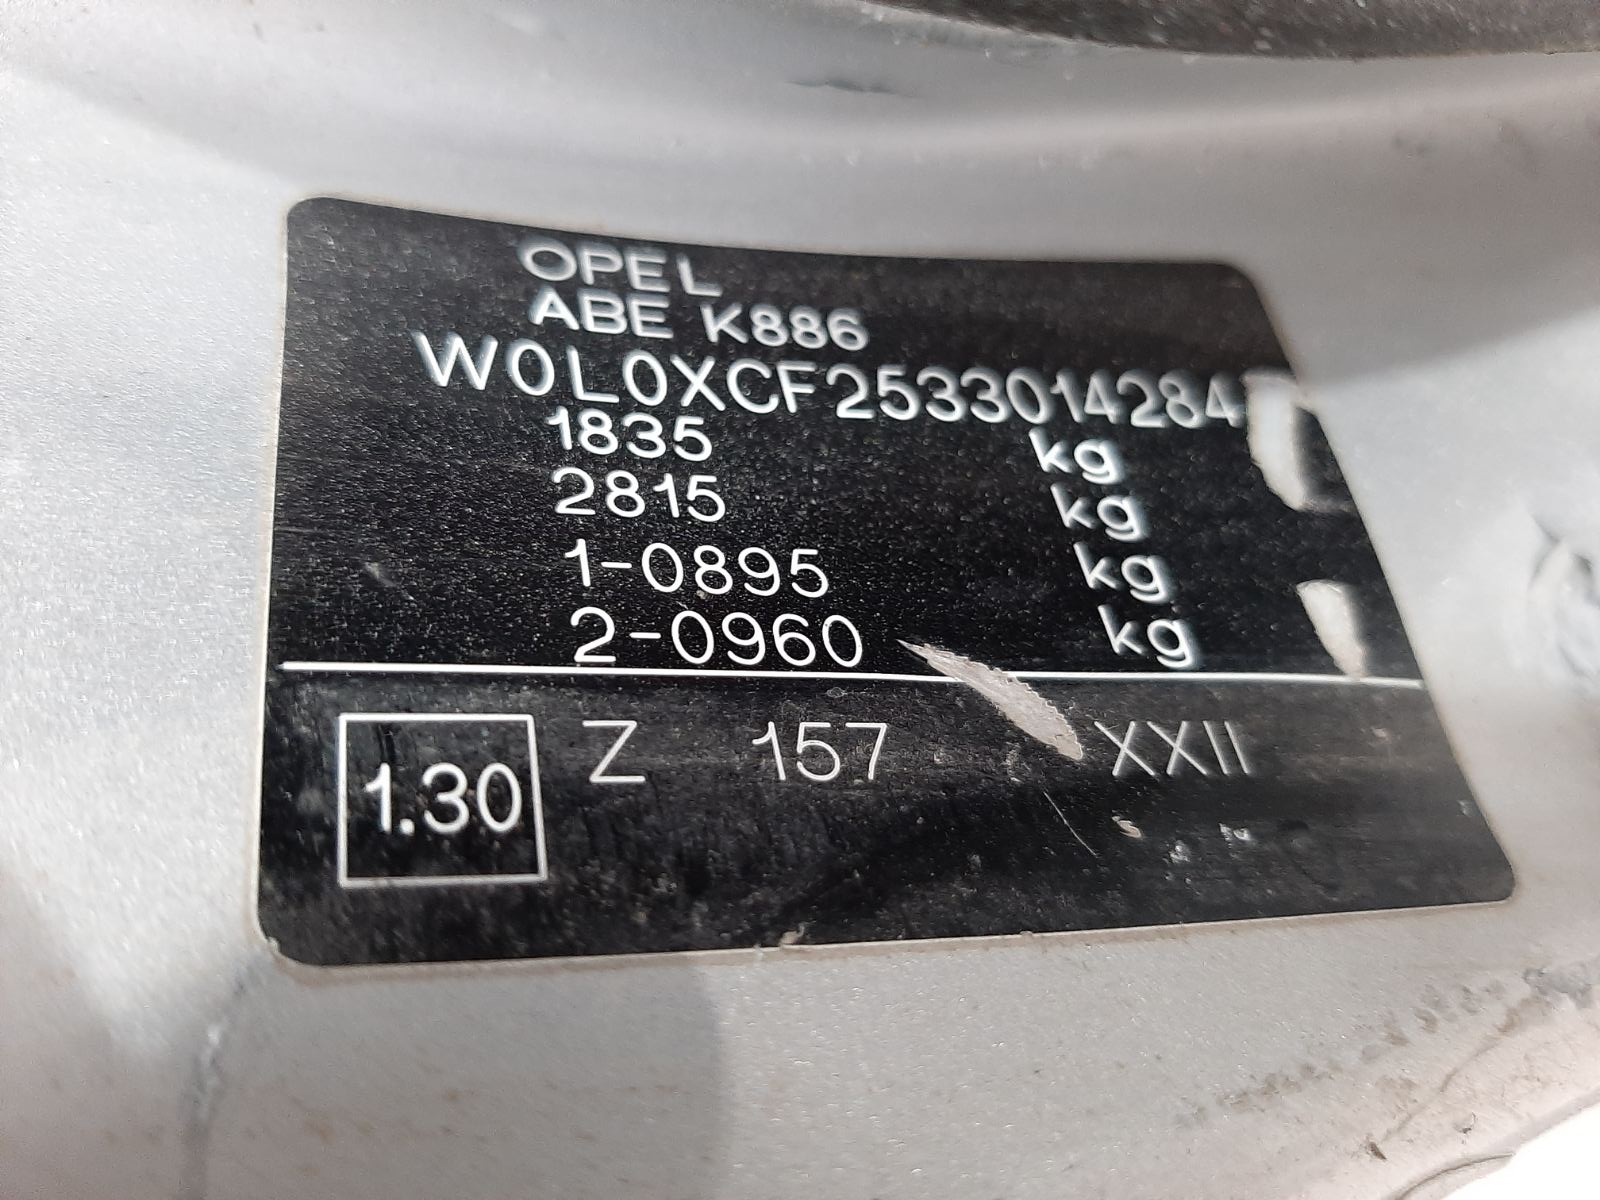 OPEL
ABE K886
W0L0XCF2533014284
1835 kg
2815 kg
1-0895 kg
2-0960 kg
1.30 Z 157 XXII